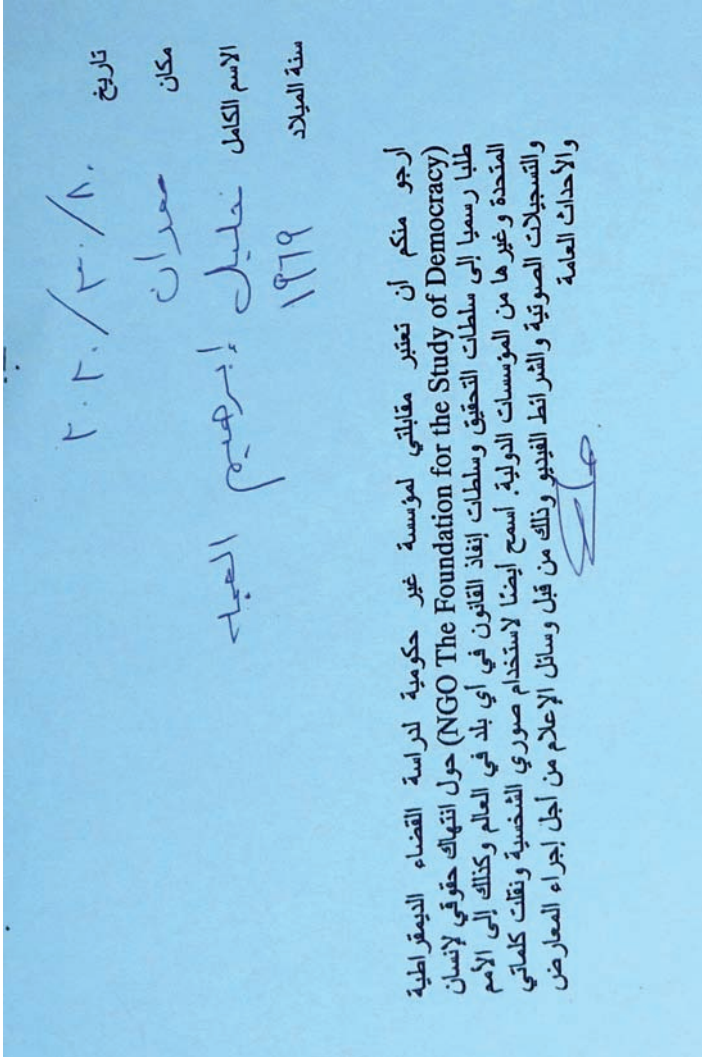 تاريخ ٢٠٢٠/٣٠/٨٠
مكان معدان
الاسم الكامل خليل إبرهيم العبد
سنة الميلاد ١٩٦٩
أرجو منكم أن تعتبر مقابلتي لمؤسسة غير حكومية لدراسة القضاء الديمقراطية
(NGO The Foundation for the Study of Democracy) حول انتهاك حقوقي لإنسان
طلبا رسميا إلى سلطات التحقيق وسلطات إنفاذ القانون في أي بلد في العالم وكذلك إلى الأمم
المتحدة وغيرها من المؤسسات الدولية. اسمح أيضا لاستخدام صوري الشخصية ونقلت كلماتي
والتسجيلات الصوتية والشرائط الفيديو وذلك من قبل وسائل الإعلام من أجل إجراء المعارض
والأحداث العامة